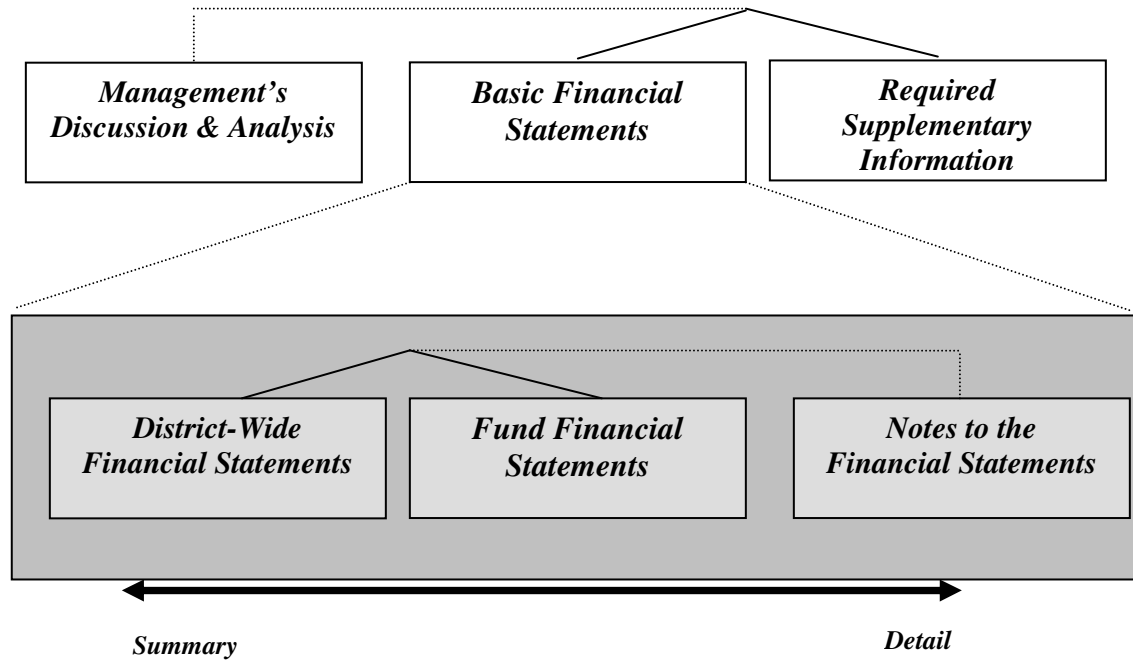 Management’s
Discussion & Analysis
Basic Financial
Statements
Required
Supplementary
Information
District-Wide
Financial Statements
Fund Financial
Statements
Notes to the
Financial Statements
Summary
Detail